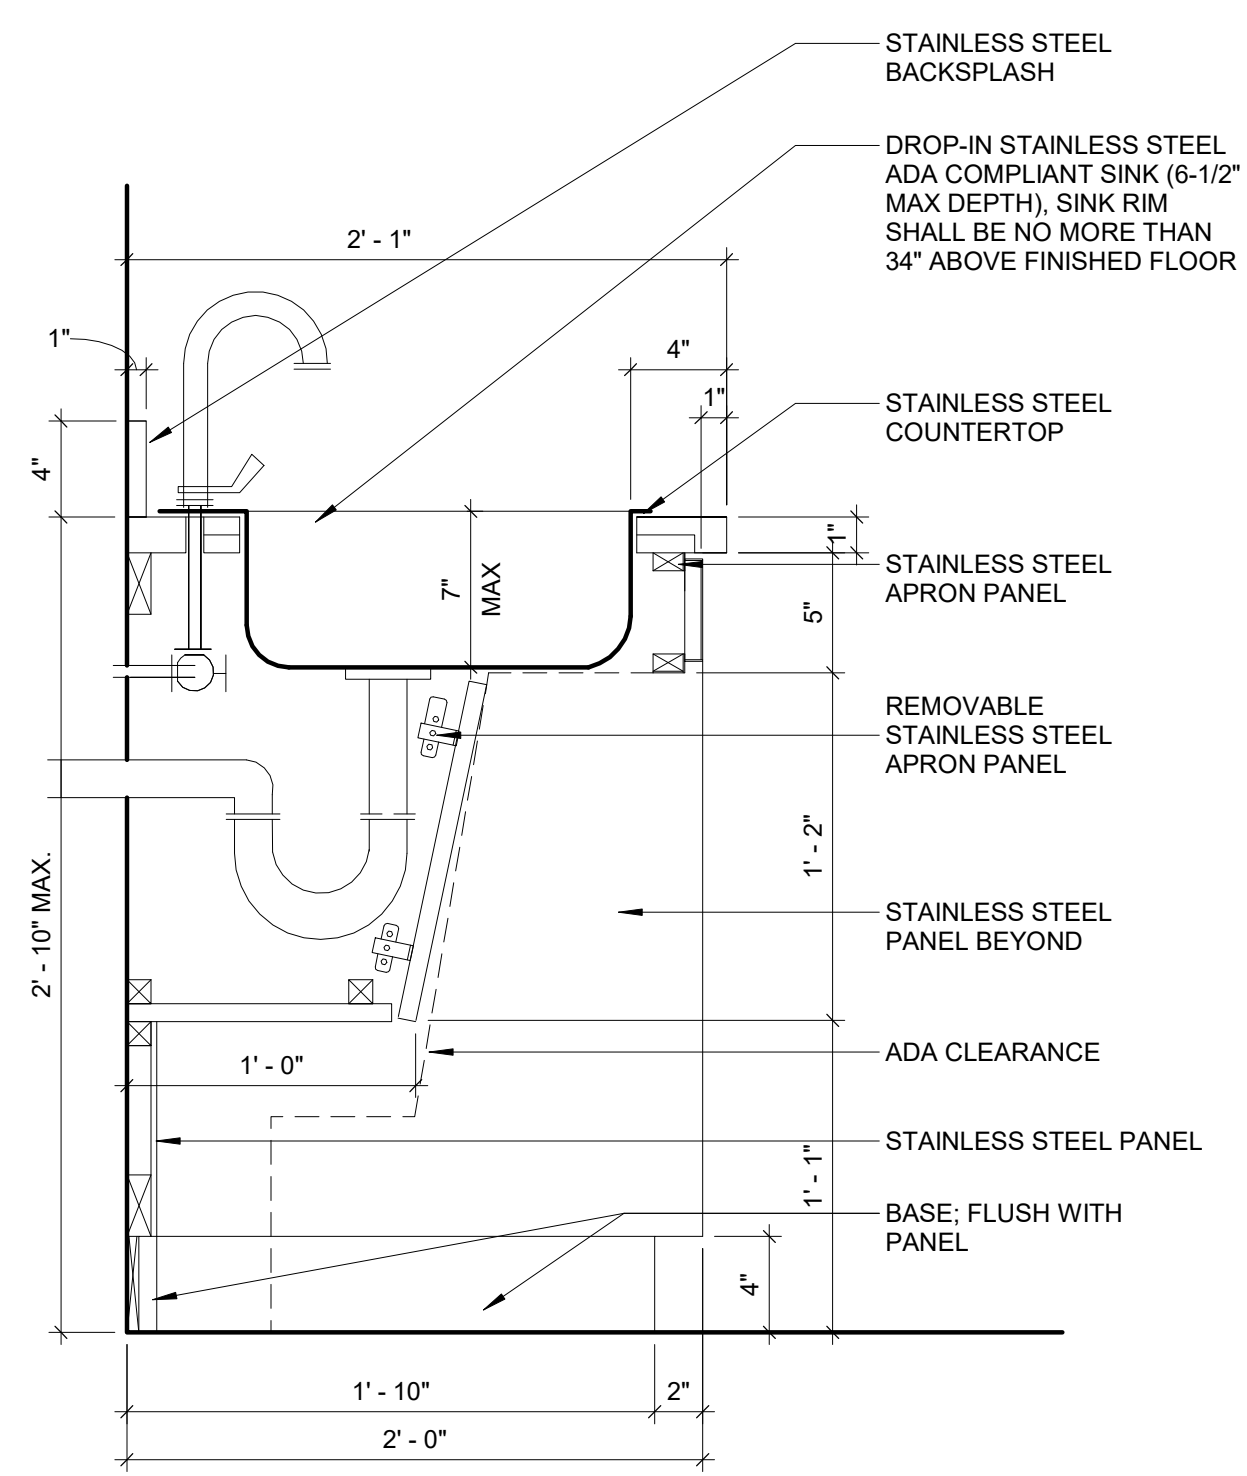 STAINLESS STEEL
BACKSPLASH
DROP-IN STAINLESS STEEL
ADA COMPLIANT SINK (6-1/2"
MAX DEPTH), SINK RIM
SHALL BE NO MORE THAN
34" ABOVE FINISHED FLOOR
2' - 1"
1"
4"
1"
STAINLESS STEEL
COUNTERTOP
4"
1"
7"
MAX
STAINLESS STEEL
APRON PANEL
5"
REMOVABLE
STAINLESS STEEL
APRON PANEL
1' - 2"
2' - 10" MAX.
STAINLESS STEEL
PANEL BEYOND
1' - 0"
ADA CLEARANCE
STAINLESS STEEL PANEL
1' - 1"
BASE; FLUSH WITH
PANEL
4"
1' - 10"
2"
2' - 0"